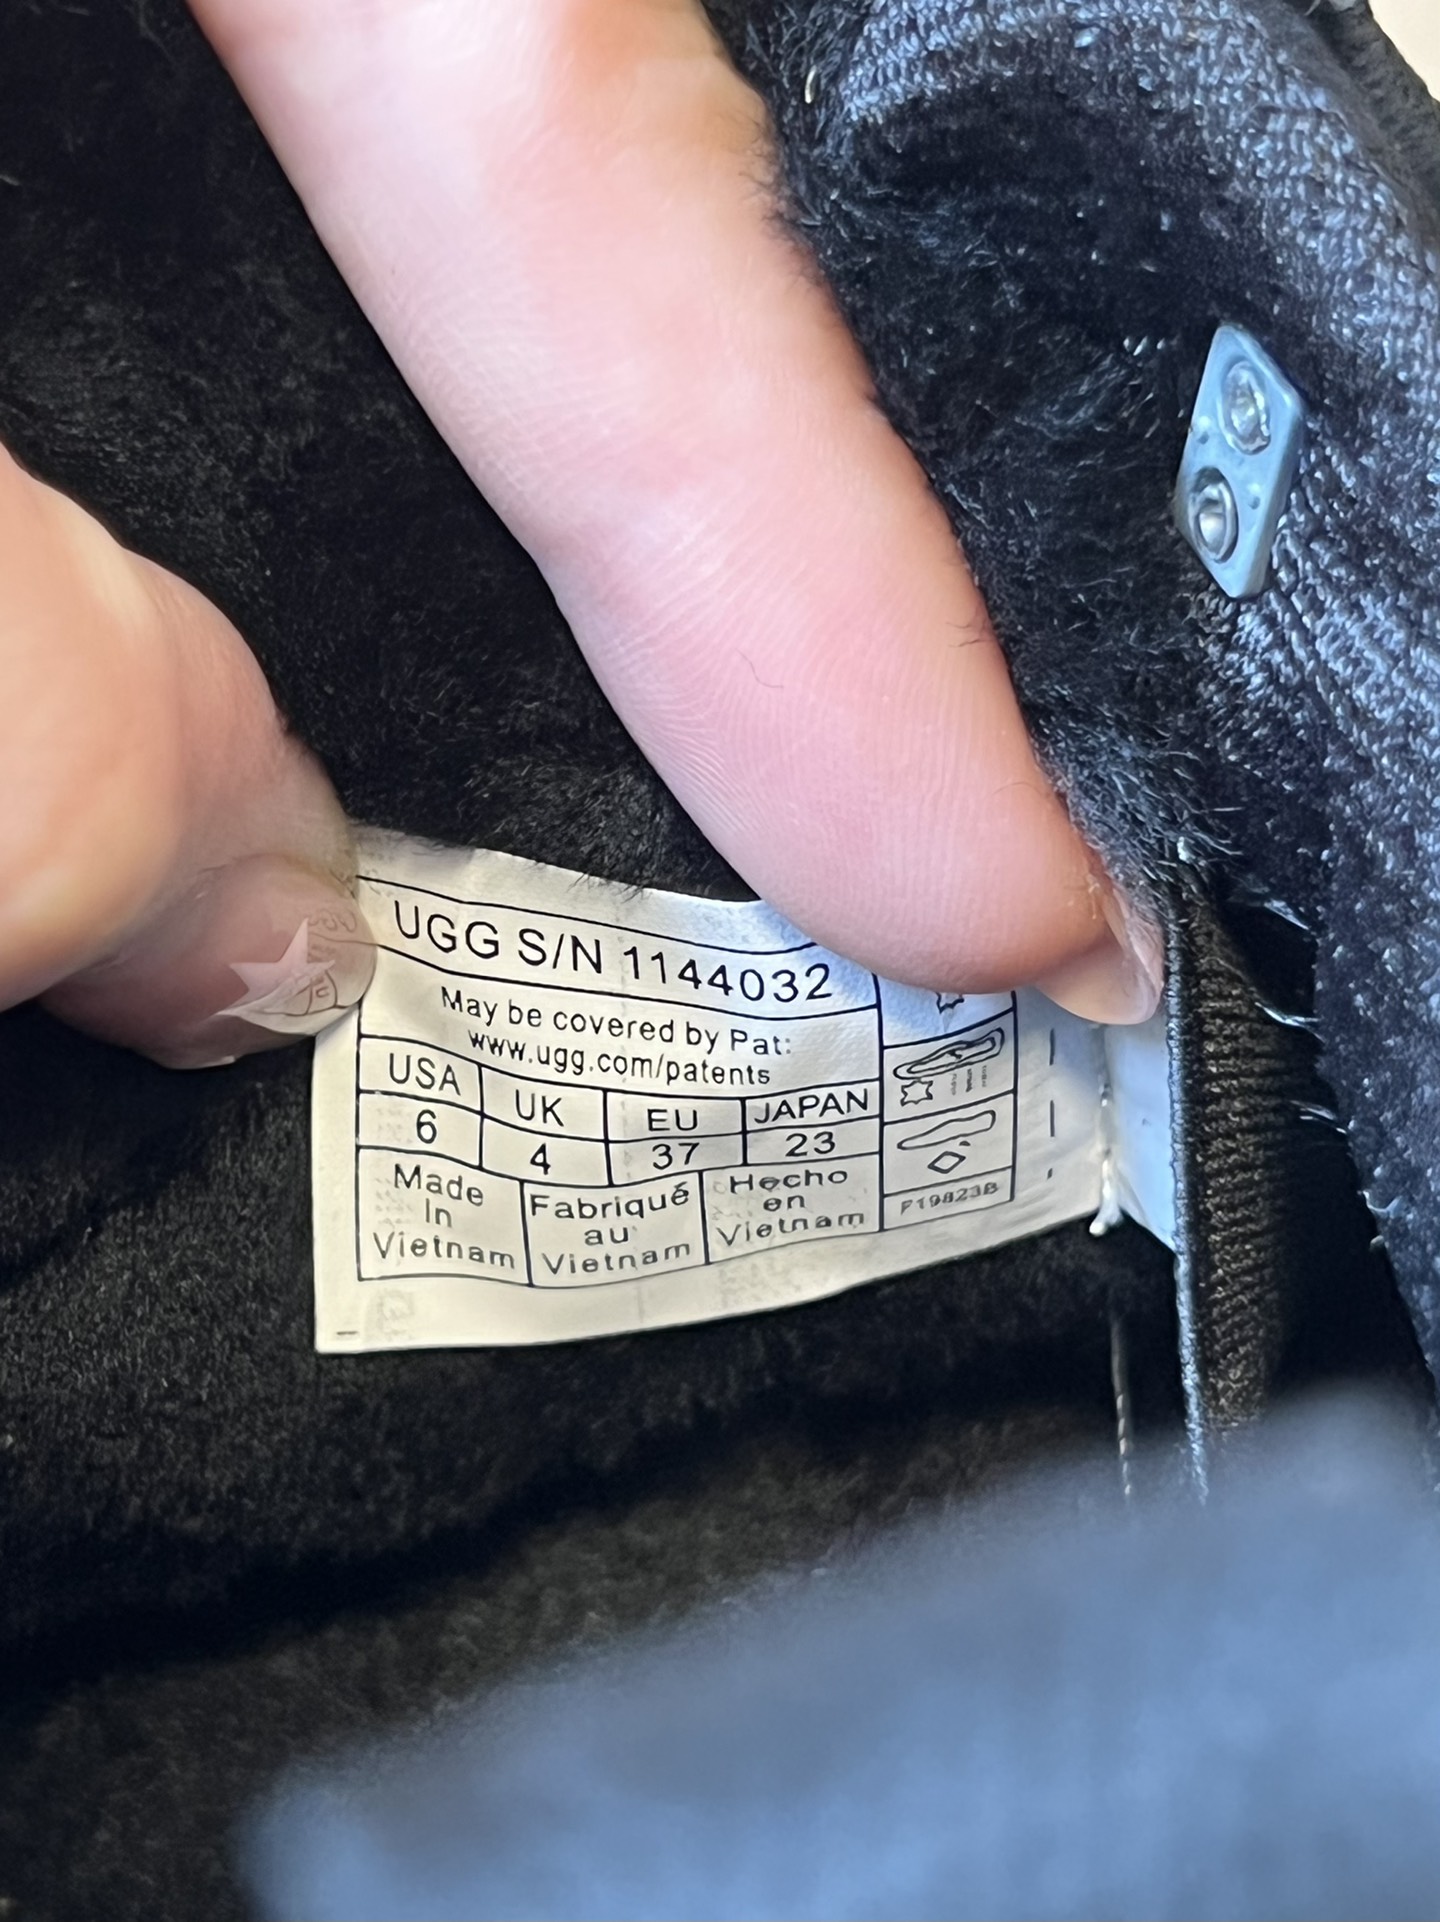 UGG S/N 1144032
May be covered by Pat:
www.ugg.com/patents
USA UK EU JAPAN
6 4 37 23
Made
In
Vietnam
Fabriqué
au
Vietnam
Hecho
en
Vietnam
F19823B